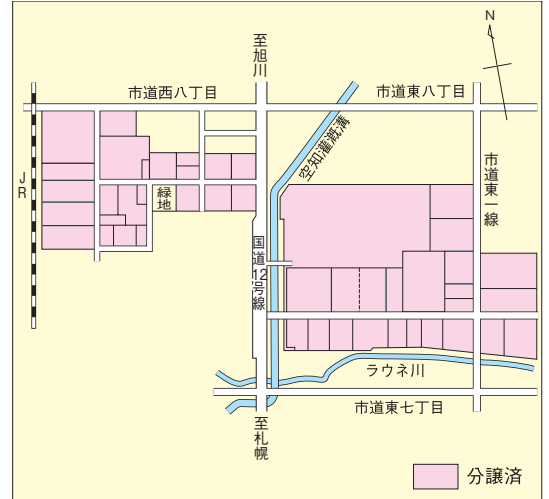 N
至旭川
市道西八丁目
市道東八丁目
空知灌漑溝
市道東一線
JR
緑地
国道12号線
ラウネ川
市道東七丁目
至札幌
分譲済